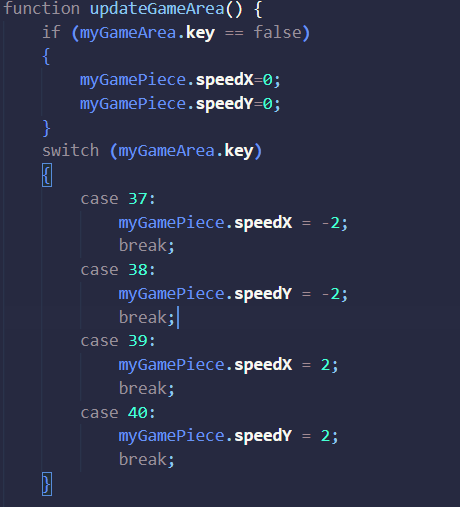 function updateGameArea() {
    if (myGameArea.key == false)
    {
        myGamePiece.speedX=0;
        myGamePiece.speedY=0;
    }
    switch (myGameArea.key)
    {
        case 37:
            myGamePiece.speedX = -2;
            break;
        case 38:
            myGamePiece.speedY = -2;
            break;
        case 39:
            myGamePiece.speedX = 2;
            break;
        case 40:
            myGamePiece.speedY = 2;
            break;
    }